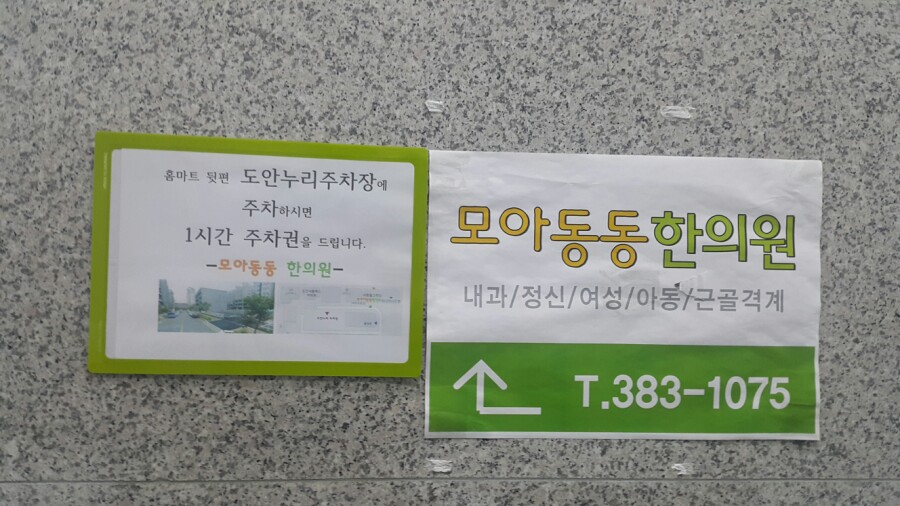 홈마트 뒷편 도안누리주차장에
주차하시면
1시간 주차권을 드립니다.
-모아동동 한의원-
모아동동한의원
내과/정신/여성/아동/근골격계
T.383-1075